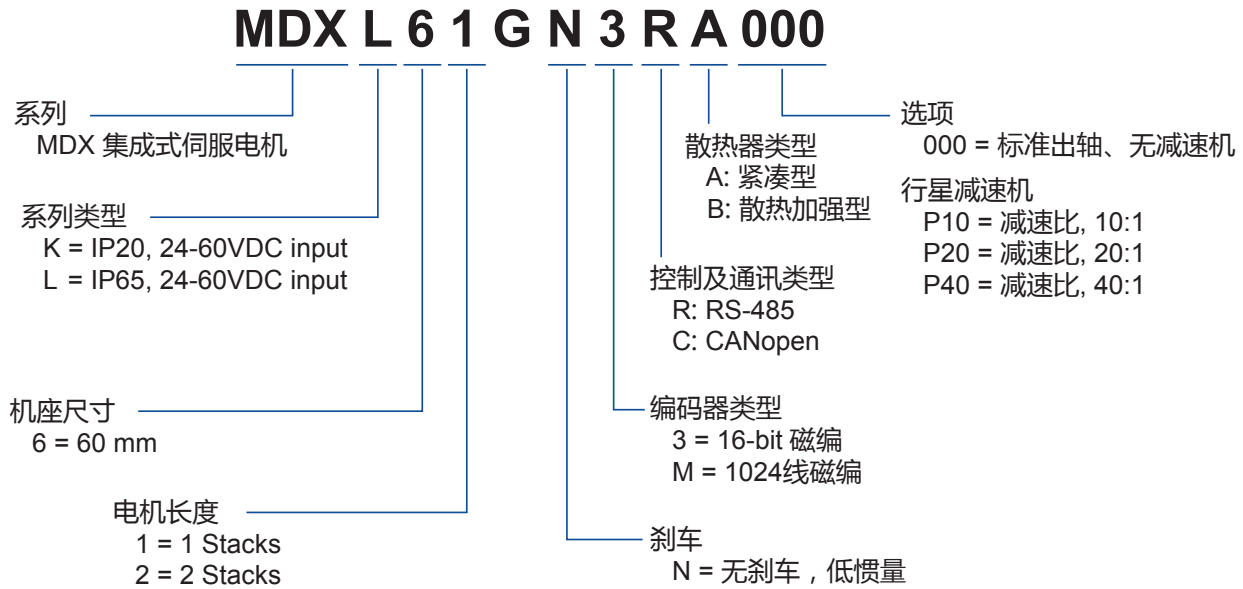 MDX L 6 1 G N 3 R A 000
系列
MDX 集成式伺服电机
系列类型
K = IP20, 24-60VDC input
L = IP65, 24-60VDC input
机座尺寸
6 = 60 mm
电机长度
1 = 1 Stacks
2 = 2 Stacks
选项
000 = 标准出轴、无减速机
行星减速机
P10 = 减速比, 10:1
P20 = 减速比, 20:1
P40 = 减速比, 40:1
散热器类型
A: 紧凑型
B: 散热加强型
控制及通讯类型
R: RS-485
C: CANopen
编码器类型
3 = 16-bit 磁编
M = 1024线磁编
刹车
N = 无刹车，低惯量